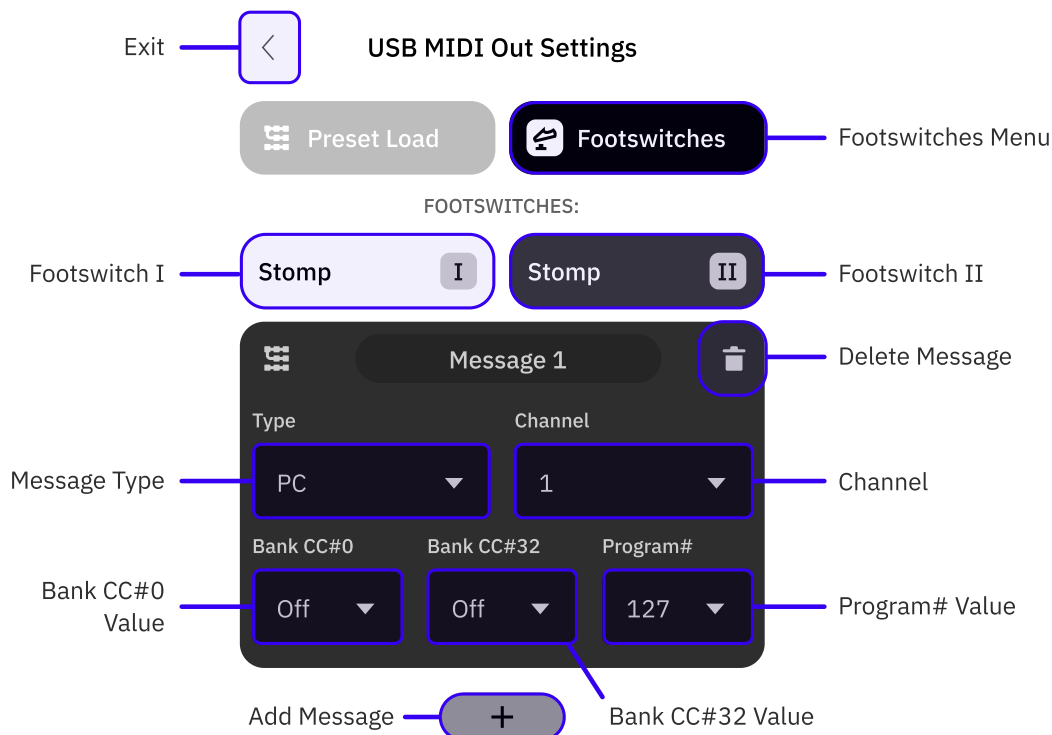 Exit
USB MIDI Out Settings
Preset Load
Footswitches
Footswitches Menu
FOOTSWITCHES:
Footswitch I
Stomp I
Stomp II
Footswitch II
Message 1
Delete Message
Type
Channel
Message Type
PC
1
Channel
Bank CC#0
Bank CC#32
Program#
Bank CC#0
Value
Off
Off
127
Program# Value
Add Message
+
Bank CC#32 Value